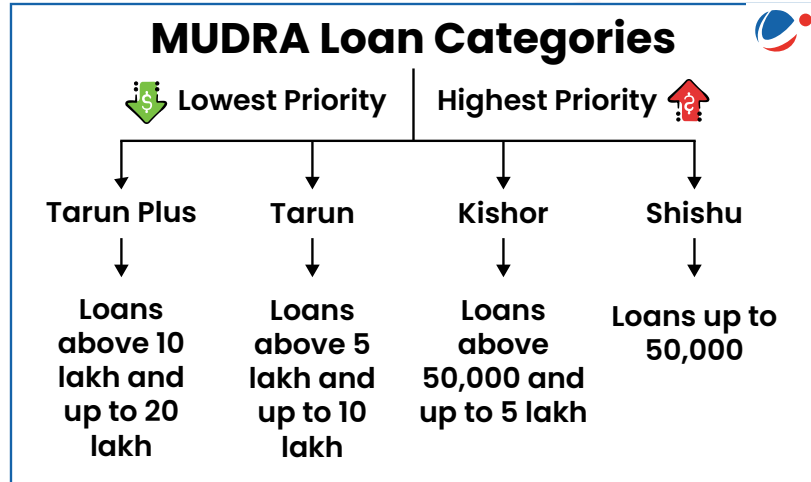 MUDRA Loan Categories
Lowest Priority
Highest Priority
Tarun Plus
Tarun
Kishor
Shishu
Loans
above 10
lakh and
up to 20
lakh
Loans
above 5
lakh and
up to 10
lakh
Loans
above
50,000 and
up to 5 lakh
Loans up to
50,000